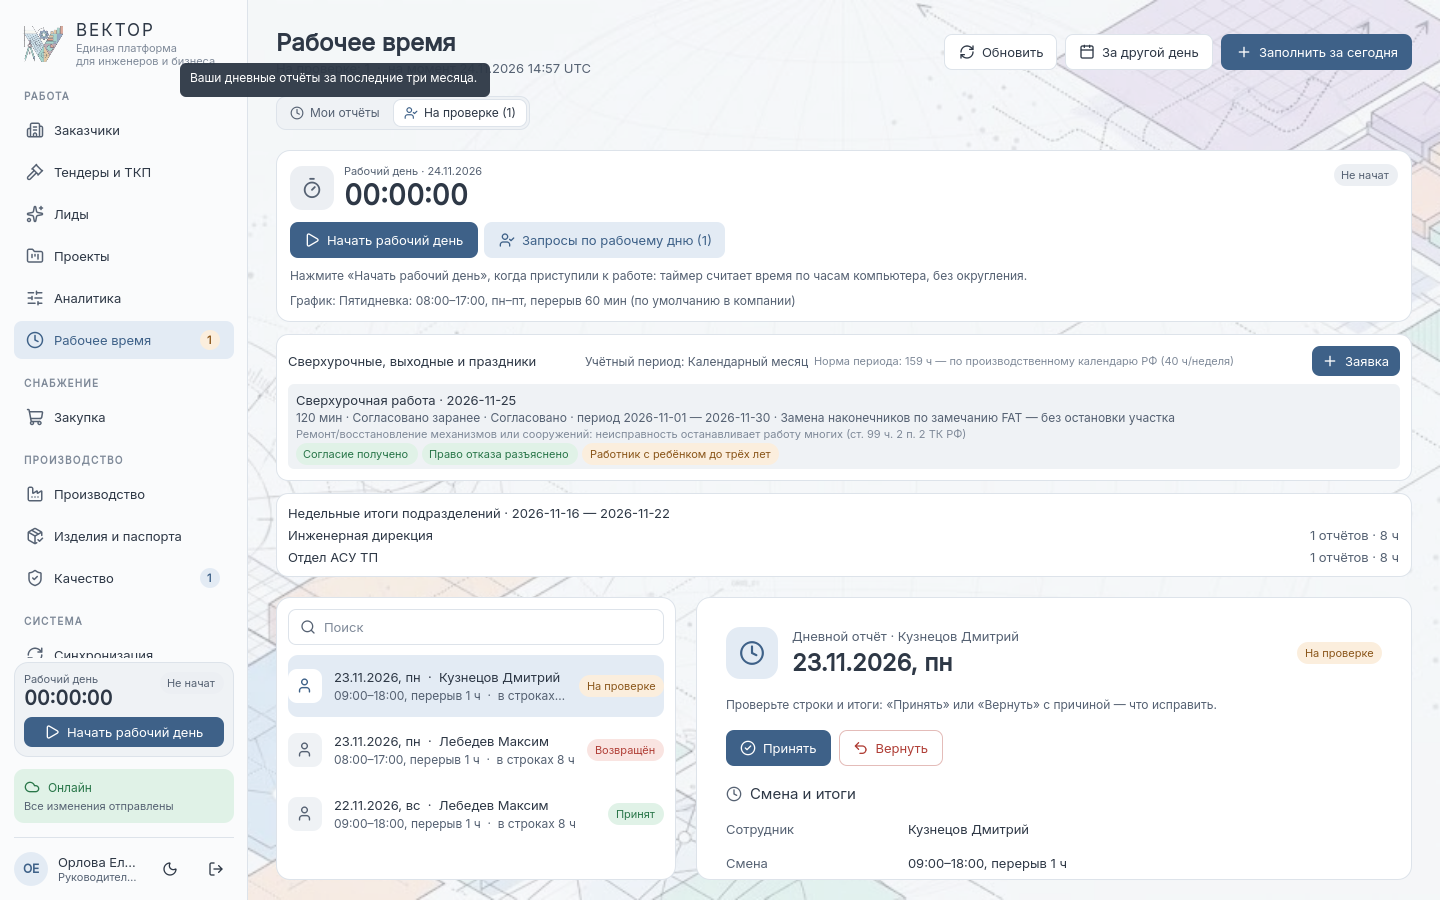 ВЕКТОР
Единая платформа
для инженеров и бизнеса
РАБОТА
Заказчики
Тендеры и ТКП
Лиды
Проекты
Аналитика
Рабочее время 1
СНАБЖЕНИЕ
Закупка
ПРОИЗВОДСТВО
Производство
Изделия и паспорта
Качество 1
СИСТЕМА
Синхронизация
Рабочий день
00:00:00
Не начат
Начать рабочий день
Онлайн
Все изменения отправлены
ОЕ
Орлова Ел...
Руководител...
Рабочее время
.2026 14:57 UTC
Ваши дневные отчёты за последние три месяца.
Обновить
За другой день
Заполнить за сегодня
Мои отчёты
На проверке (1)
Рабочий день · 24.11.2026
00:00:00
Не начат
Начать рабочий день
Запросы по рабочему дню (1)
Нажмите «Начать рабочий день», когда приступили к работе: таймер считает время по часам компьютера, без округления.
График: Пятидневка: 08:00–17:00, пн–пт, перерыв 60 мин (по умолчанию в компании)
Сверхурочные, выходные и праздники
Учётный период: Календарный месяц
Норма периода: 159 ч — по производственному календарю РФ (40 ч/неделя)
Заявка
Сверхурочная работа · 2026-11-25
120 мин · Согласовано заранее · Согласовано · период 2026-11-01 — 2026-11-30 · Замена наконечников по замечанию FAT — без остановки участка
Ремонт/восстановление механизмов или сооружений: неисправность останавливает работу многих (ст. 99 ч. 2 п. 2 ТК РФ)
Согласие получено
Право отказа разъяснено
Работник с ребёнком до трёх лет
Недельные итоги подразделений · 2026-11-16 — 2026-11-22
Инженерная дирекция 1 отчётов · 8 ч
Отдел АСУ ТП 1 отчётов · 8 ч
Поиск
23.11.2026, пн · Кузнецов Дмитрий
09:00–18:00, перерыв 1 ч · в строках...
На проверке
23.11.2026, пн · Лебедев Максим
08:00–17:00, перерыв 1 ч · в строках 8 ч
Возвращён
22.11.2026, вс · Лебедев Максим
09:00–18:00, перерыв 1 ч · в строках 8 ч
Принят
Дневной отчёт · Кузнецов Дмитрий
23.11.2026, пн
На проверке
Проверьте строки и итоги: «Принять» или «Вернуть» с причиной — что исправить.
Принять
Вернуть
Смена и итоги
Сотрудник Кузнецов Дмитрий
Смена 09:00–18:00, перерыв 1 ч